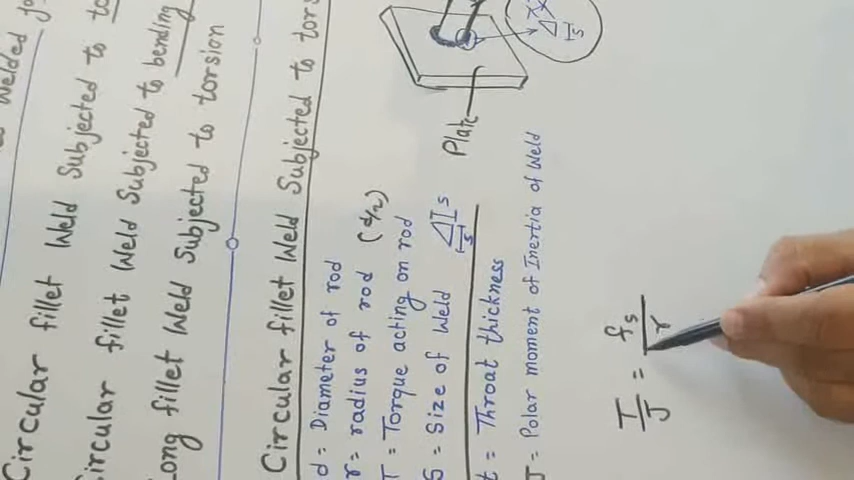 Welded
Circular fillet Weld Subjected to
Circular fillet Weld Subjected to bending
Long fillet Weld Subjected to torsion
Circular fillet Weld Subjected to tors
d = Diameter of rod
r = radius of rod (d/2)
T = Torque acting on rod
S = Size of Weld S S
t = Throat thickness
J = Polar moment of Inertia of Weld
Plate
S
T/J = fs/r